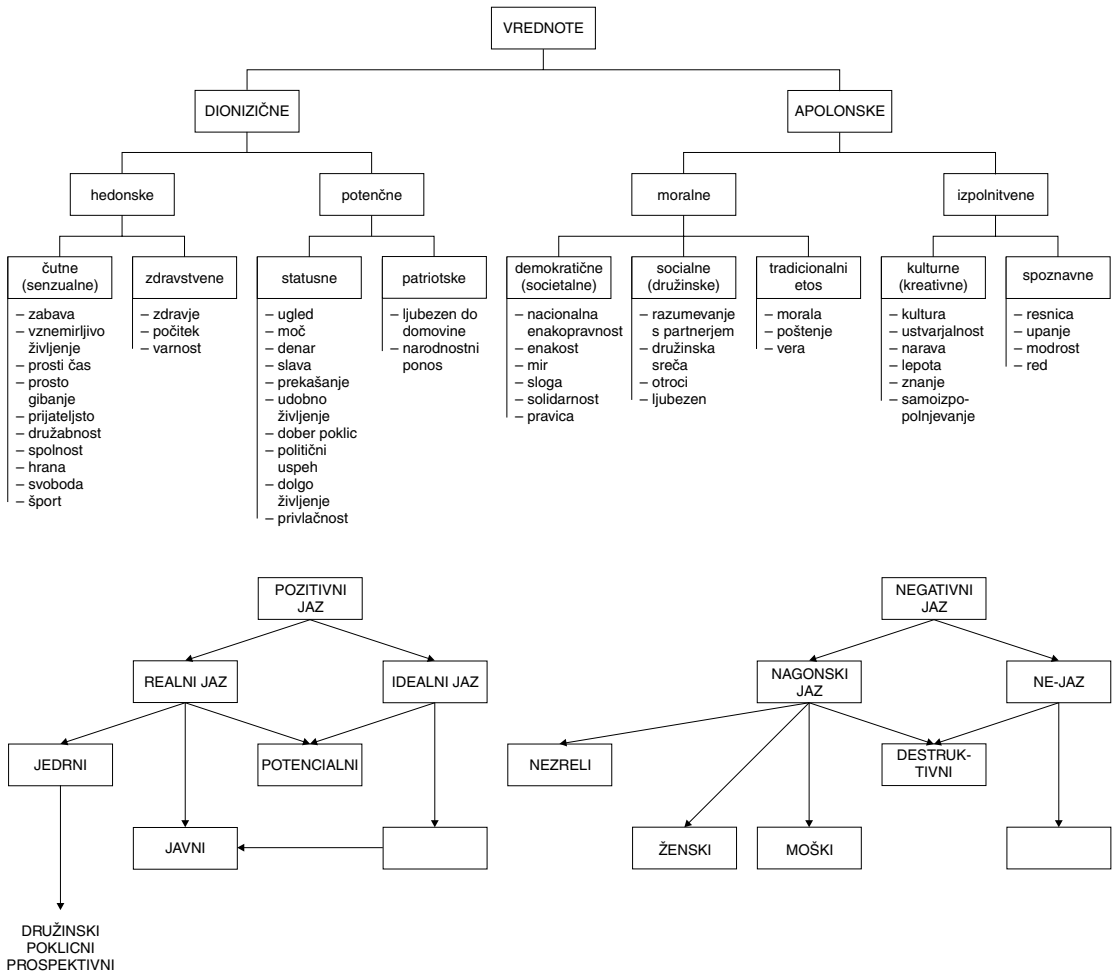 VREDNOTE
DIONIZIČNE
APOLONSKE
hedonske
potenčne
moralne
izpolnitvene
čutne
(senzualne)
– zabava
– vznemirljivo
življenje
– prosti čas
– prosto
gibanje
– prijateljsto
– družabnost
– spolnost
– hrana
– svoboda
– šport
zdravstvene
– zdravje
– počitek
– varnost
statusne
– ugled
– moč
– denar
– slava
– prekašanje
– udobno
življenje
– dober poklic
– politični
uspeh
– dolgo
življenje
– privlačnost
patriotske
– ljubezen do
domovine
– narodnostni
ponos
demokratične
(societalne)
– nacionalna
enakopravnost
– enakost
– mir
– sloga
– solidarnost
– pravica
socialne
(družinske)
– razumevanje
s partnerjem
– družinska
sreča
– otroci
– ljubezen
tradicionalni
etos
– morala
– poštenje
– vera
kulturne
(kreativne)
– kultura
– ustvarjalnost
– narava
– lepota
– znanje
– samoizpo-
polnjevanje
spoznavne
– resnica
– upanje
– modrost
– red
POZITIVNI
JAZ
REALNI JAZ
IDEALNI JAZ
JEDRNI
POTENCIALNI
JAVNI
DRUŽINSKI
POKLICNI
PROSPEKTIVNI
NEGATIVNI
JAZ
NAGONSKI
JAZ
NE-JAZ
NEZRELI
DESTRUK-
TIVNI
ŽENSKI
MOŠKI